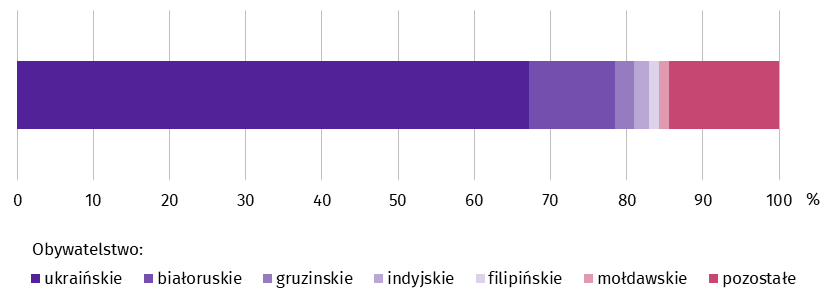 0 10 20 30 40 50 60 70 80 90 100 %
Obywatelstwo:
ukraińskie białoruskie gruzinskie indyjskie filipińskie mołdawskie pozostałe